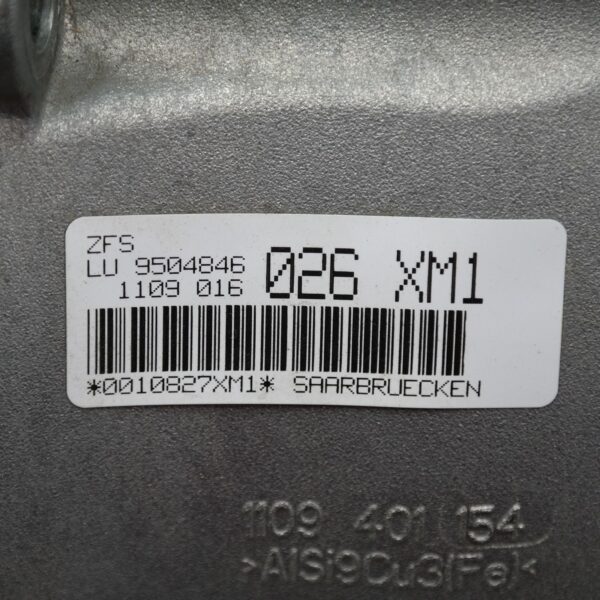 ZFS
LU 9504846 026 XM1
1109 016
*0010827XM1* SAARBRUECKEN
1109 401 154
>AlSi9Cu3(Fe)<